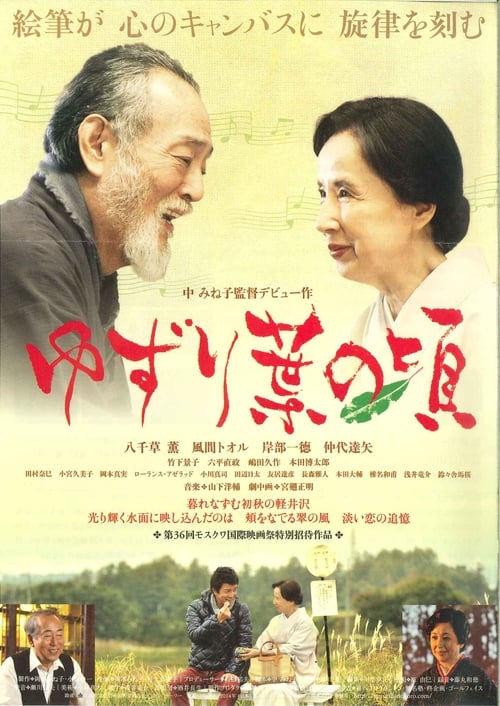 絵筆が 心のキャンバスに 旋律を刻む
中 みね子監督デビュー作
ゆずり葉の頃
八千草 薫 風間トオル 岸部一徳 仲代達矢
竹下景子 六平直政 嶋田久作 本田博太郎
田村奈巳 小宮久美子 岡本真実 ローランス・アゼラッド 小川真司 田辺日太 友居達彦 長森雅人 本田大輔 椎名和甫 浅井竜介 鈴々舎馬桜
音楽✤山下洋輔 劇中画✤宮廻正明
暮れなずむ初秋の軽井沢
光り輝く水面に映し込んだのは 頬をなでる翠の風 淡い恋の追憶
✤第36回モスクワ国際映画祭特別招待作品✤